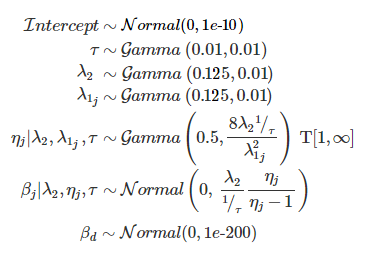 Intercept ∼ Normal(0, 1e-10)
τ ∼ Gamma (0.01, 0.01)
λ₂ ∼ Gamma (0.125, 0.01)
λ₁ⱼ ∼ Gamma (0.125, 0.01)
ηⱼ|λ₂, λ₁ⱼ, τ ∼ Gamma (0.5, 8λ₂¹/τ / λ²₁ⱼ) T[1, ∞]
βⱼ|λ₂, ηⱼ, τ ∼ Normal (0, λ₂ / ¹/τ ηⱼ / ηⱼ − 1)
β_d ∼ Normal(0, 1e-200)